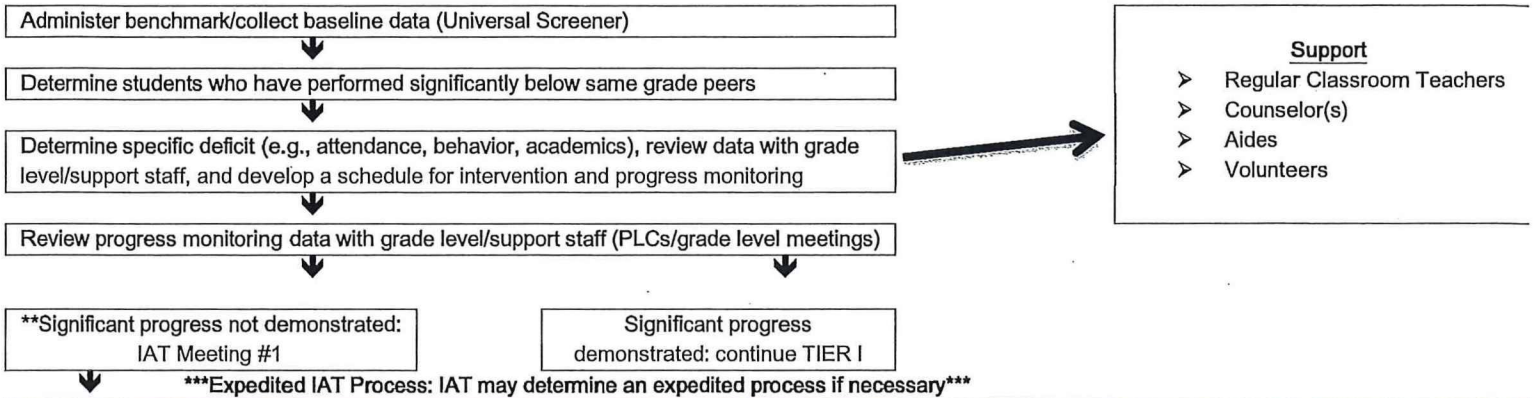 Administer benchmark/collect baseline data (Universal Screener)
Determine students who have performed significantly below same grade peers
Determine specific deficit (e.g., attendance, behavior, academics), review data with grade
level/support staff, and develop a schedule for intervention and progress monitoring
Review progress monitoring data with grade level/support staff (PLCs/grade level meetings)
**Significant progress not demonstrated:
IAT Meeting #1
Significant progress
demonstrated: continue TIER I
***Expedited IAT Process: IAT may determine an expedited process if necessary***
Support
➤ Regular Classroom Teachers
➤ Counselor(s)
➤ Aides
➤ Volunteers